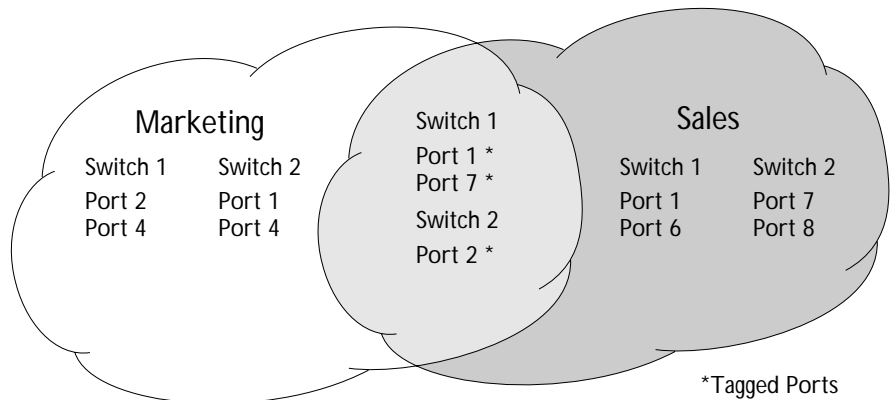 Marketing
Switch 1
Port 2
Port 4
Switch 2
Port 1
Port 4
Switch 1
Port 1 *
Port 7 *
Switch 2
Port 2 *
Sales
Switch 1
Port 1
Port 6
Switch 2
Port 7
Port 8
*Tagged Ports